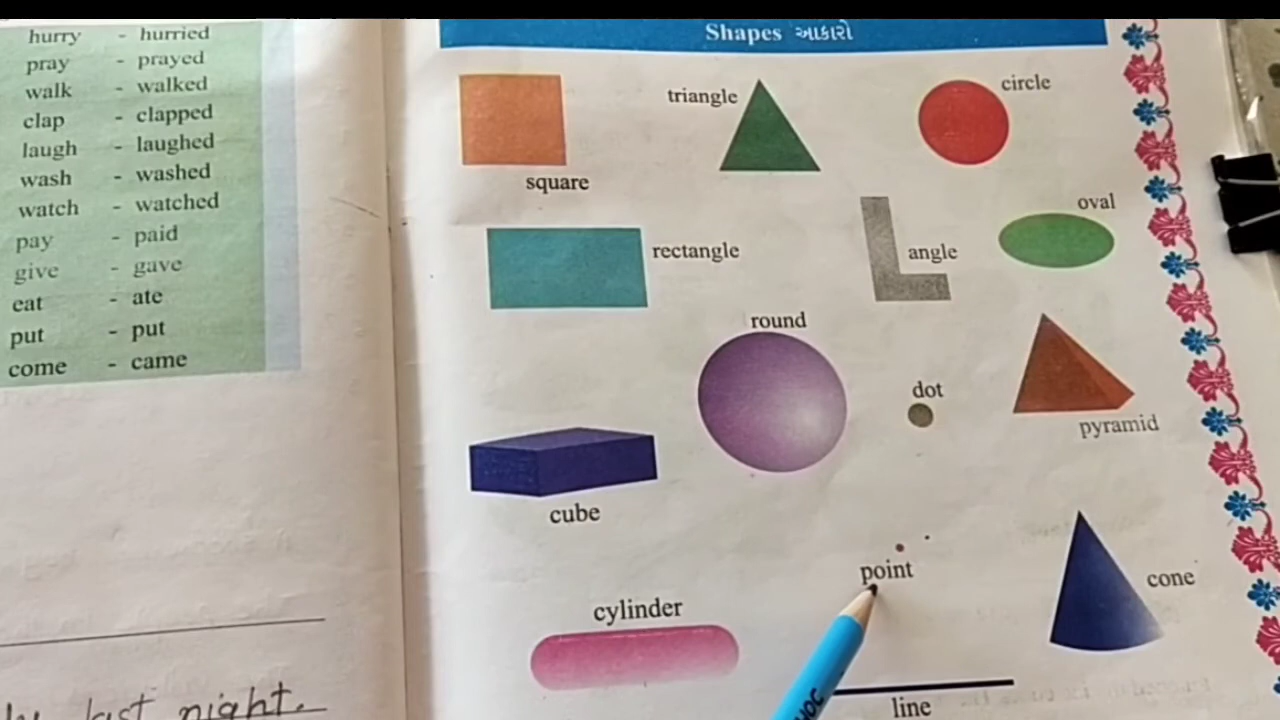 hurry - hurried
pray - prayed
walk - walked
clap - clapped
laugh - laughed
wash - washed
watch - watched
pay - paid
give - gave
eat - ate
put - put
come - came
last night.
Shapes આકારો
square
triangle
circle
rectangle
angle
oval
round
dot
pyramid
cube
point
cone
cylinder
line